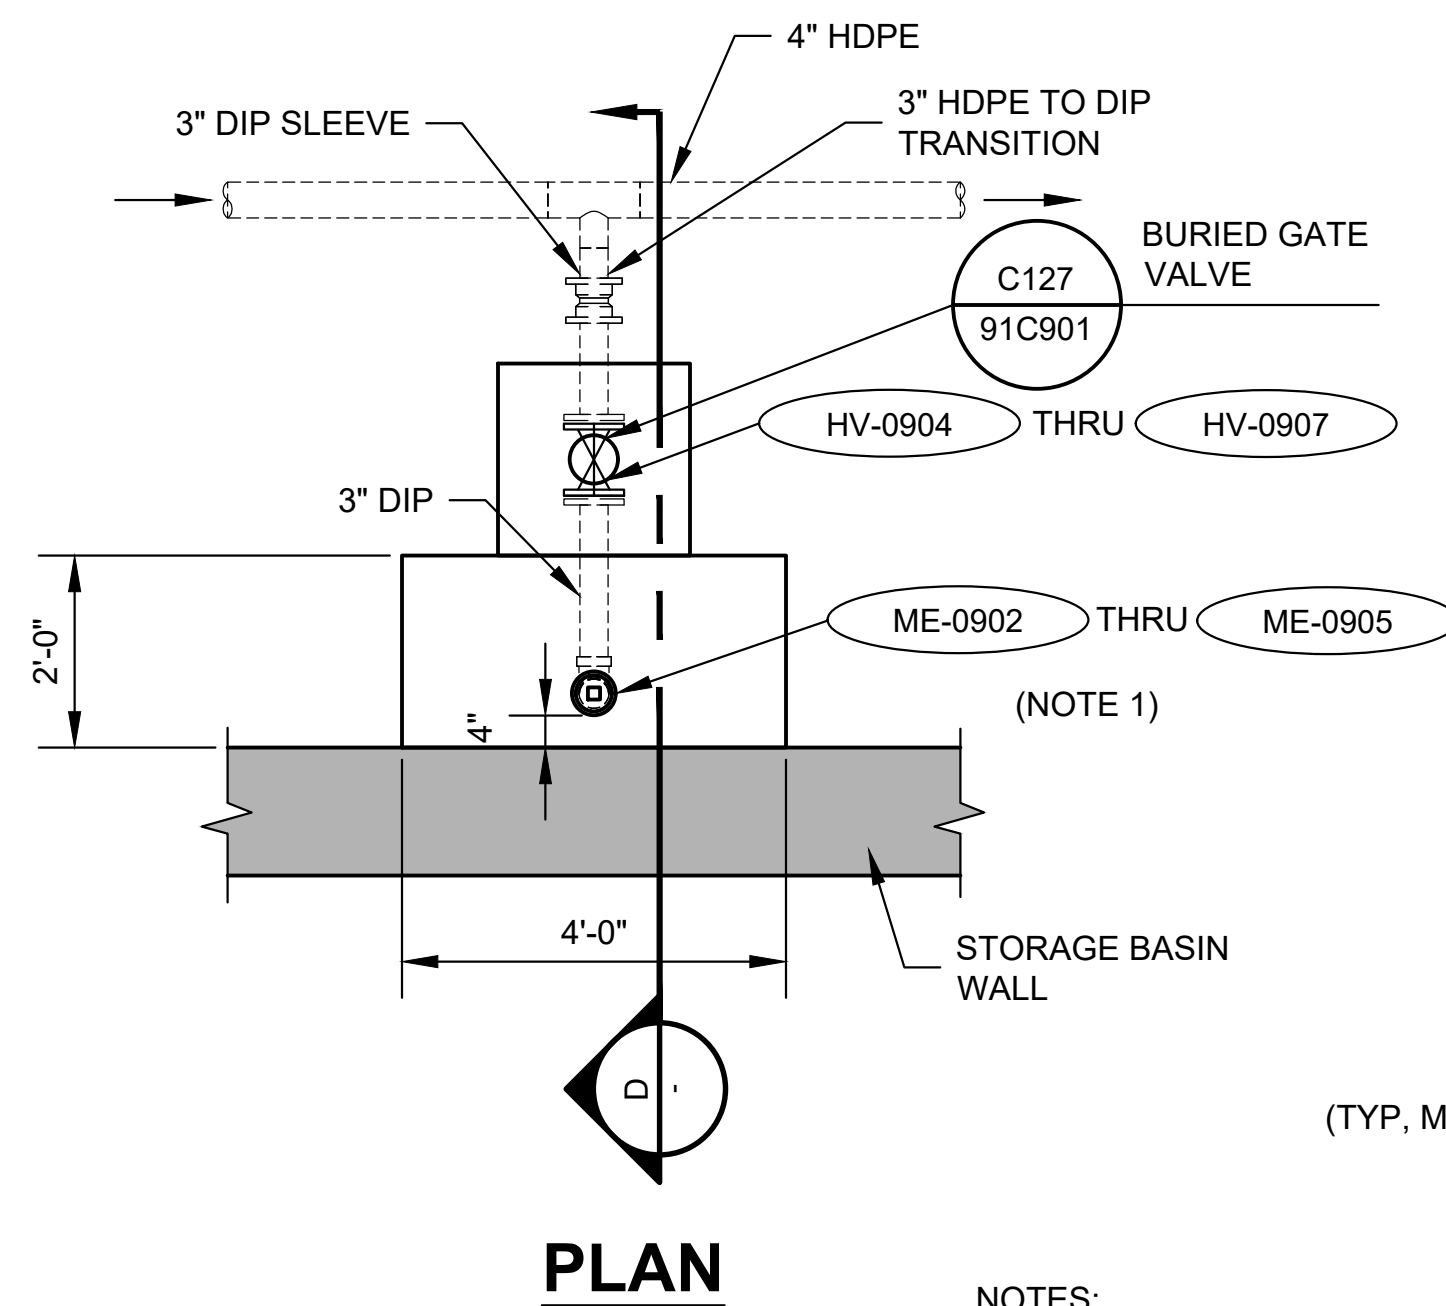 4" HDPE
3" DIP SLEEVE
3" HDPE TO DIP
TRANSITION
BURIED GATE
VALVE
C127
91C901
HV-0904 THRU HV-0907
3" DIP
ME-0902 THRU ME-0905
(NOTE 1)
2'-0"
4"
4'-0"
STORAGE BASIN
WALL
D
-
(TYP, M
PLAN
NOTES: